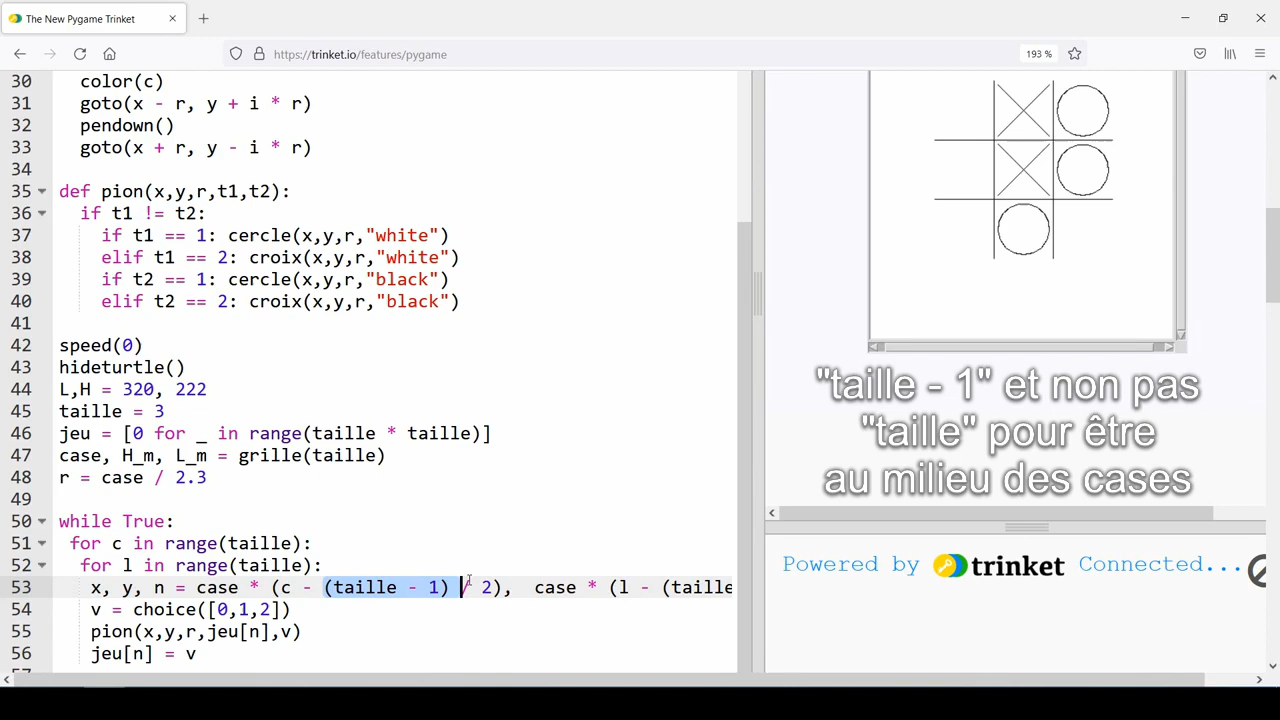 The New Pygame Trinket
https://trinket.io/features/pygame
193 %
30 color(c)
31 goto(x - r, y + i * r)
32 pendown()
33 goto(x + r, y - i * r)
34
35 def pion(x,y,r,t1,t2):
36 if t1 != t2:
37 if t1 == 1: cercle(x,y,r,"white")
38 elif t1 == 2: croix(x,y,r,"white")
39 if t2 == 1: cercle(x,y,r,"black")
40 elif t2 == 2: croix(x,y,r,"black")
41
42 speed(0)
43 hideturtle()
44 L,H = 320, 222
45 taille = 3
46 jeu = [0 for _ in range(taille * taille)]
47 case, H_m, L_m = grille(taille)
48 r = case / 2.3
49
50 while True:
51 for c in range(taille):
52 for l in range(taille):
53 x, y, n = case * (c - (taille - 1) / 2), case * (l - (taille
54 v = choice([0,1,2])
55 pion(x,y,r,jeu[n],v)
56 jeu[n] = v
"taille - 1" et non pas
"taille" pour être
au milieu des cases
Powered by trinket Connected...